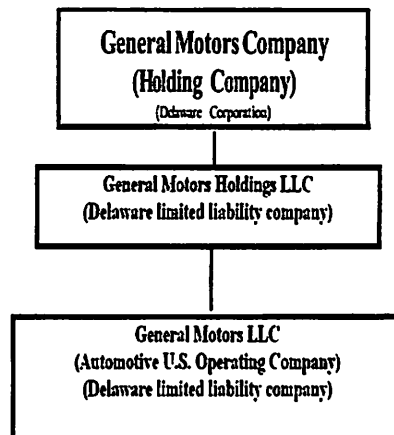 General Motors Company
(Holding Company)
(Delaware Corporation)
General Motors Holdings LLC
(Delaware limited liability company)
General Motors LLC
(Automotive U.S. Operating Company)
(Delaware limited liability company)